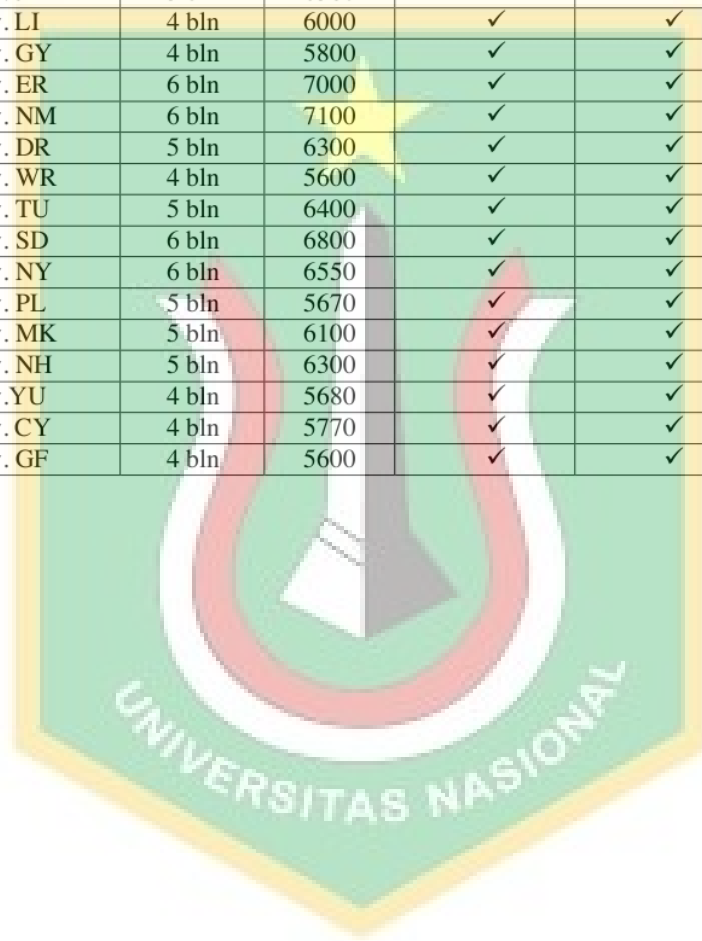 . LI 4 bln 6000 ✓ ✓
. GY 4 bln 5800 ✓ ✓
. ER 6 bln 7000 ✓ ✓
. NM 6 bln 7100 ✓ ✓
. DR 5 bln 6300 ✓ ✓
. WR 4 bln 5600 ✓ ✓
. TU 5 bln 6400 ✓ ✓
. SD 6 bln 6800 ✓ ✓
. NY 6 bln 6550 ✓ ✓
. PL 5 bln 5670 ✓ ✓
. MK 5 bln 6100 ✓ ✓
. NH 5 bln 6300 ✓ ✓
.YU 4 bln 5680 ✓ ✓
. CY 4 bln 5770 ✓ ✓
. GF 4 bln 5600 ✓ ✓
UNIVERSITAS NASIONAL